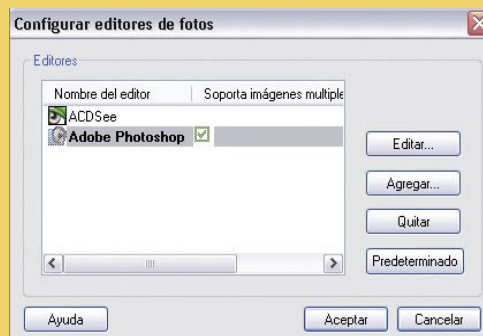 Configurar editores de fotos
Editores
Nombre del editor Soporta imágenes multiple
ACDSee
Adobe Photoshop
Editar...
Agregar...
Quitar
Predeterminado
Ayuda Aceptar Cancelar